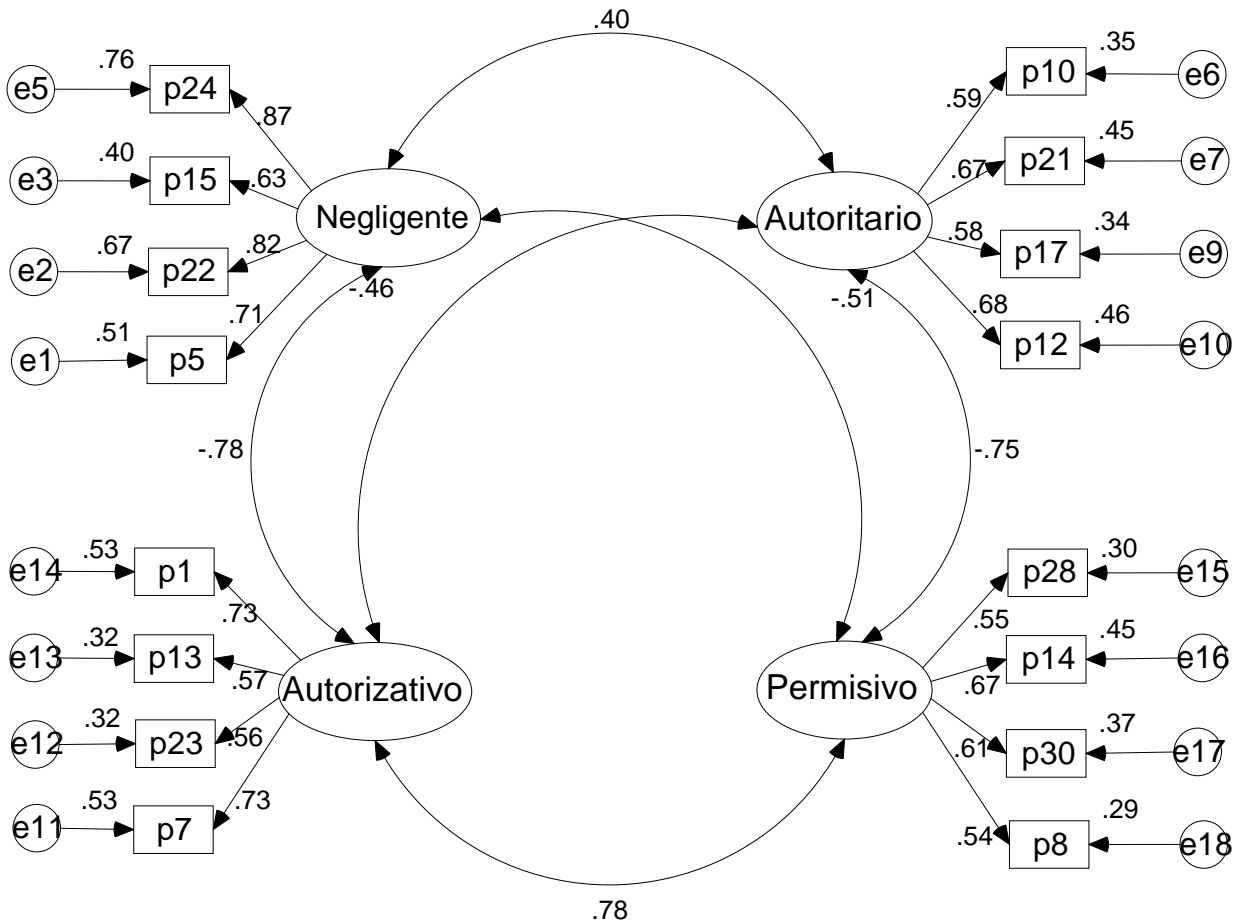 .40
.76
e5
p24
.87
.40
e3
p15
.63
.67
e2
p22
.82
.51
e1
p5
.71
Negligente
-.46
.35
p10
e6
.59
.45
p21
e7
.67
.34
p17
e9
.58
.46
p12
e10
.68
Autoritario
-.51
-.78
-.75
.53
e14
p1
.73
.32
e13
p13
.57
.32
e12
p23
.56
.53
e11
p7
.73
Autorizativo
.30
p28
e15
.55
.45
p14
e16
.67
.37
p30
e17
.61
.29
p8
e18
.54
Permisivo
.78